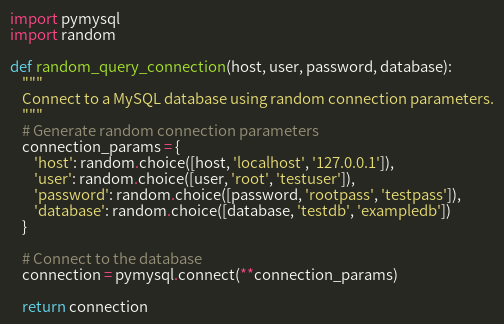 import pymysql
import random

def random_query_connection(host, user, password, database):
    """
    Connect to a MySQL database using random connection parameters.
    """
    # Generate random connection parameters
    connection_params = {
        'host': random.choice([host, 'localhost', '127.0.0.1']),
        'user': random.choice([user, 'root', 'testuser']),
        'password': random.choice([password, 'rootpass', 'testpass']),
        'database': random.choice([database, 'testdb', 'exampledb'])
    }

    # Connect to the database
    connection = pymysql.connect(**connection_params)

    return connection